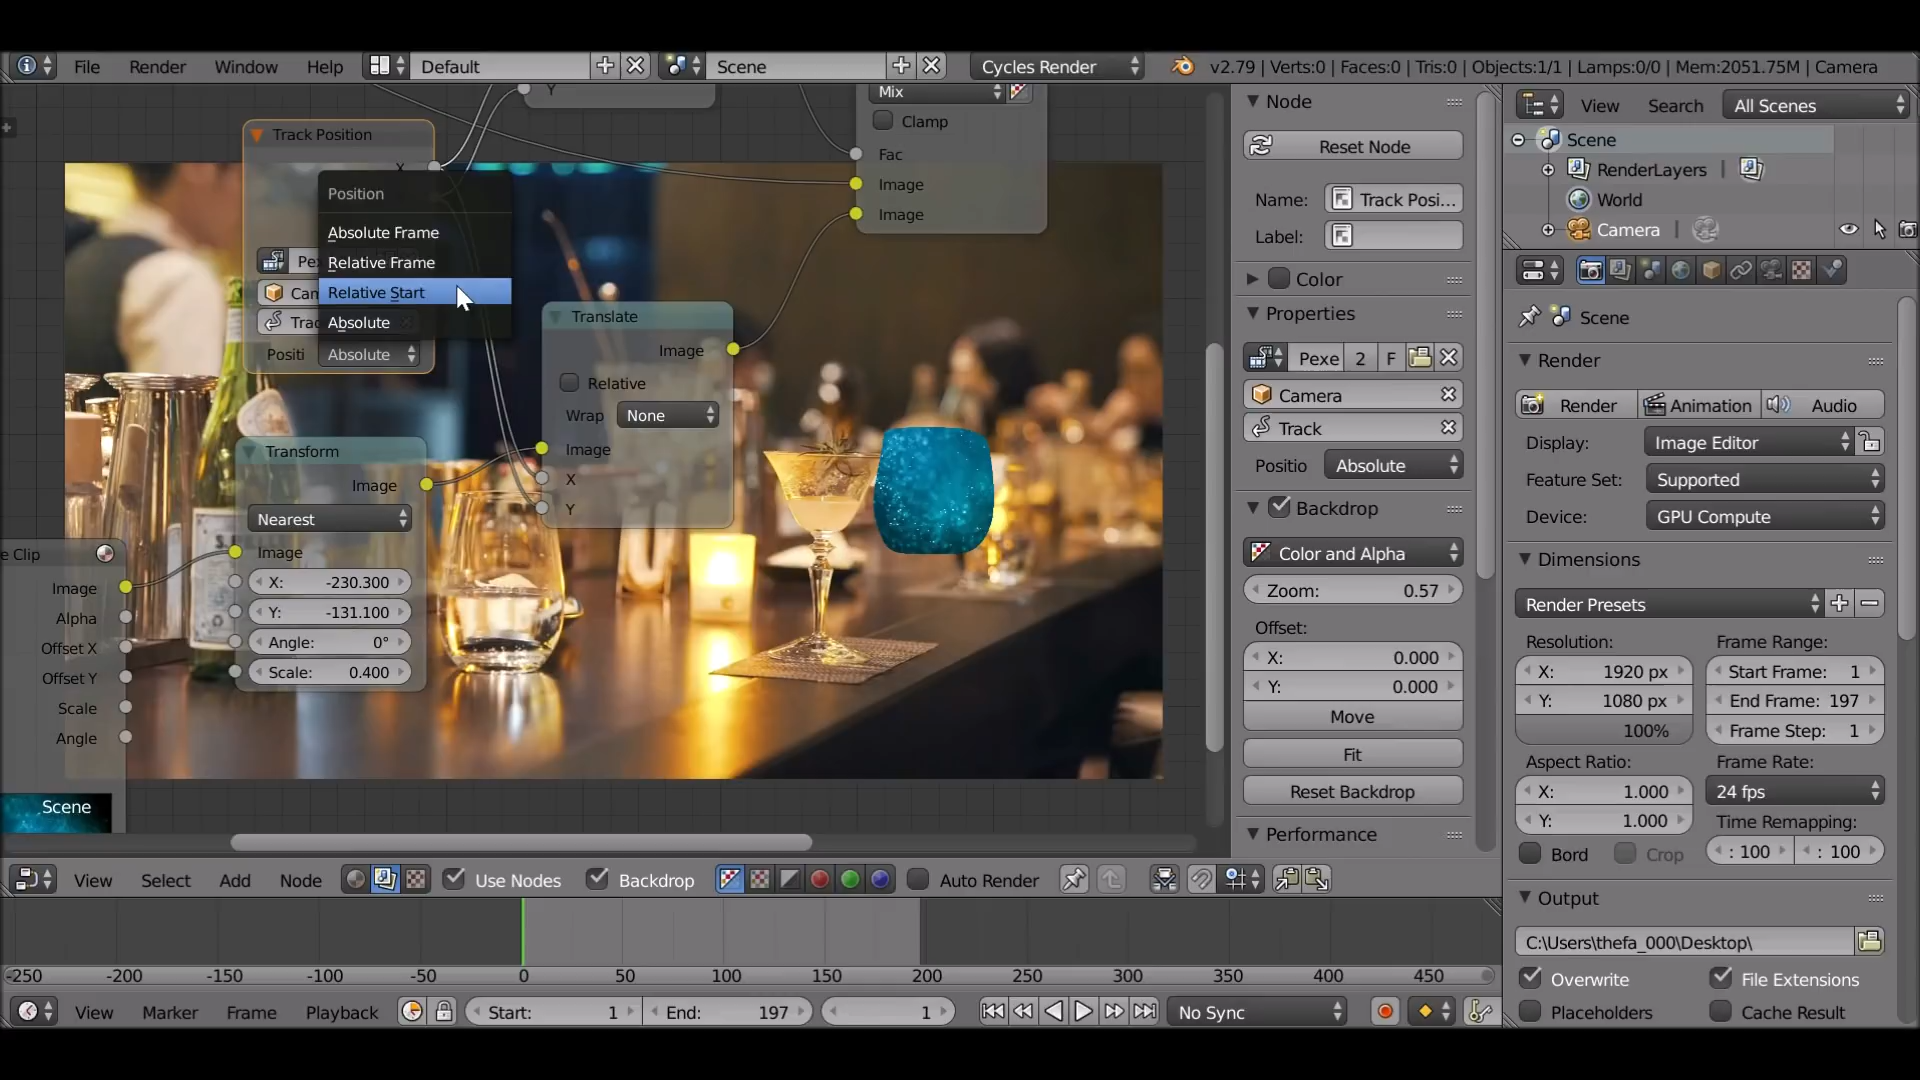 File Render Window Help Default Scene Cycles Render v2.79 | Verts:0 | Faces:0 | Tris:0 | Objects:1/1 | Lamps:0/0 | Mem:2051.75M | Camera
Y
Track Position
X
Position
Absolute Frame
Relative Frame
Relative Start
Absolute
Pe
Cam
Trac
Positi Absolute
Mix
Clamp
Fac
Image
Image
Translate
Image
Relative
Wrap None
Image
X
Y
Transform
Image
Nearest
Image
X: -230.300
Y: -131.100
Angle: 0°
Scale: 0.400
e Clip
Image
Alpha
Offset X
Offset Y
Scale
Angle
Scene
Node
Reset Node
Name: Track Posi...
Label:
Color
Properties
Pexe 2 F
Camera
Track
Positio Absolute
Backdrop
Color and Alpha
Zoom: 0.57
Offset:
X: 0.000
Y: 0.000
Move
Fit
Reset Backdrop
Performance
View Search All Scenes
Scene
RenderLayers |
World
Camera |
Scene
Render
Render Animation Audio
Display: Image Editor
Feature Set: Supported
Device: GPU Compute
Dimensions
Render Presets
Resolution: Frame Range:
X: 1920 px Start Frame: 1
Y: 1080 px End Frame: 197
100% Frame Step: 1
Aspect Ratio: Frame Rate:
X: 1.000 24 fps
Y: 1.000 Time Remapping:
Bord Crop : 100 : 100
Output
C:\Users\thefa_000\Desktop\
Overwrite File Extensions
Placeholders Cache Result
View Select Add Node Use Nodes Backdrop Auto Render
-250 -200 -150 -100 -50 0 50 100 150 200 250 300 350 400 450
View Marker Frame Playback Start: 1 End: 197 1 No Sync